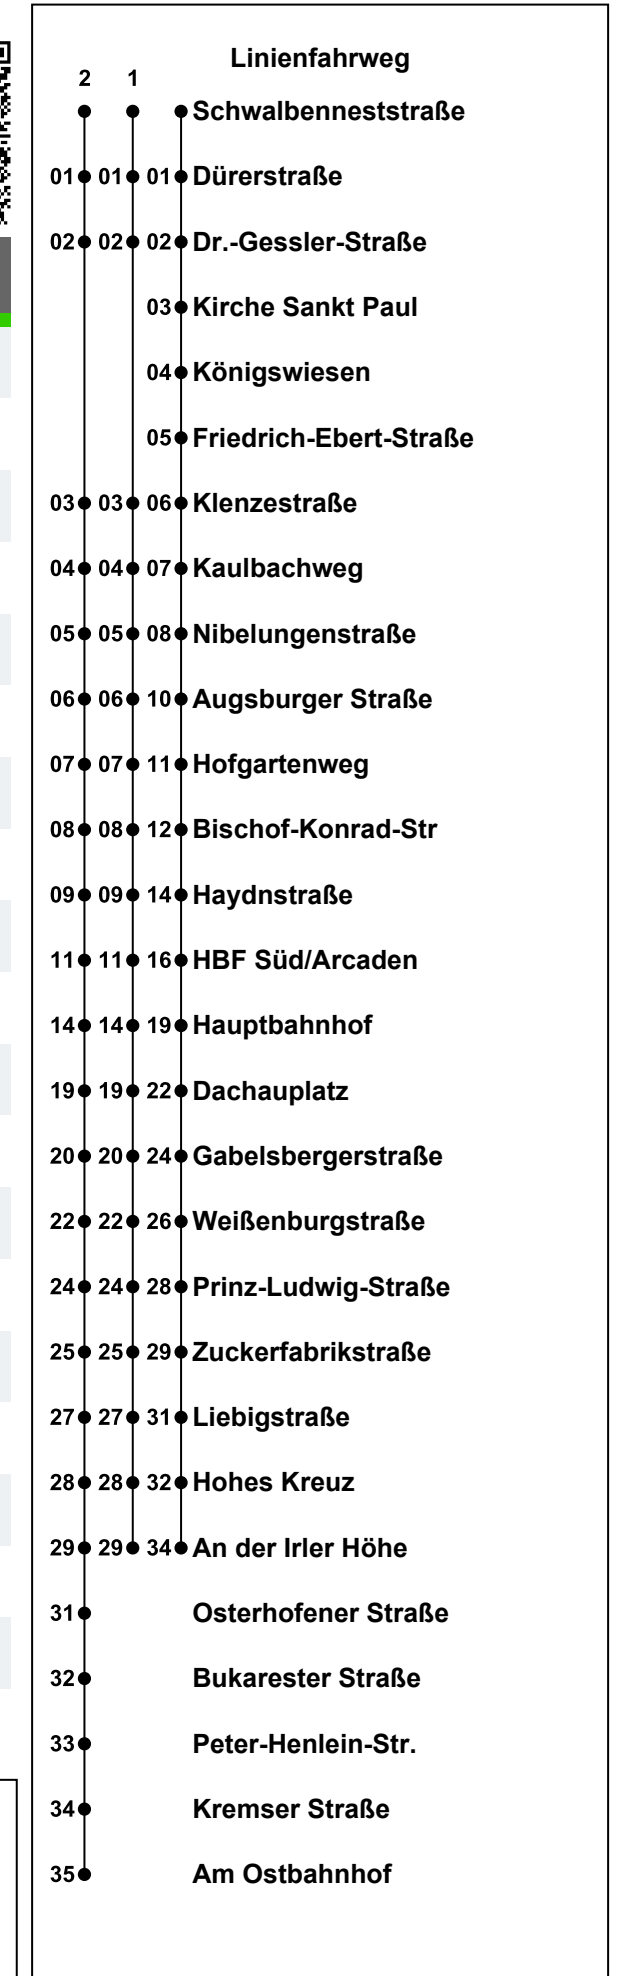 Linienfahrweg
2 1
Schwalbenneststraße
01 01 01 Dürerstraße
02 02 02 Dr.-Gessler-Straße
03 Kirche Sankt Paul
04 Königswiesen
05 Friedrich-Ebert-Straße
03 03 06 Klenzestraße
04 04 07 Kaulbachweg
05 05 08 Nibelungenstraße
06 06 10 Augsburger Straße
07 07 11 Hofgartenweg
08 08 12 Bischof-Konrad-Str
09 09 14 Haydnstraße
11 11 16 HBF Süd/Arcaden
14 14 19 Hauptbahnhof
19 19 22 Dachauplatz
20 20 24 Gabelsbergerstraße
22 22 26 Weißenburgstraße
24 24 28 Prinz-Ludwig-Straße
25 25 29 Zuckerfabrikstraße
27 27 31 Liebigstraße
28 28 32 Hohes Kreuz
29 29 34 An der Irler Höhe
31 Osterhofener Straße
32 Bukarester Straße
33 Peter-Henlein-Str.
34 Kremser Straße
35 Am Ostbahnhof